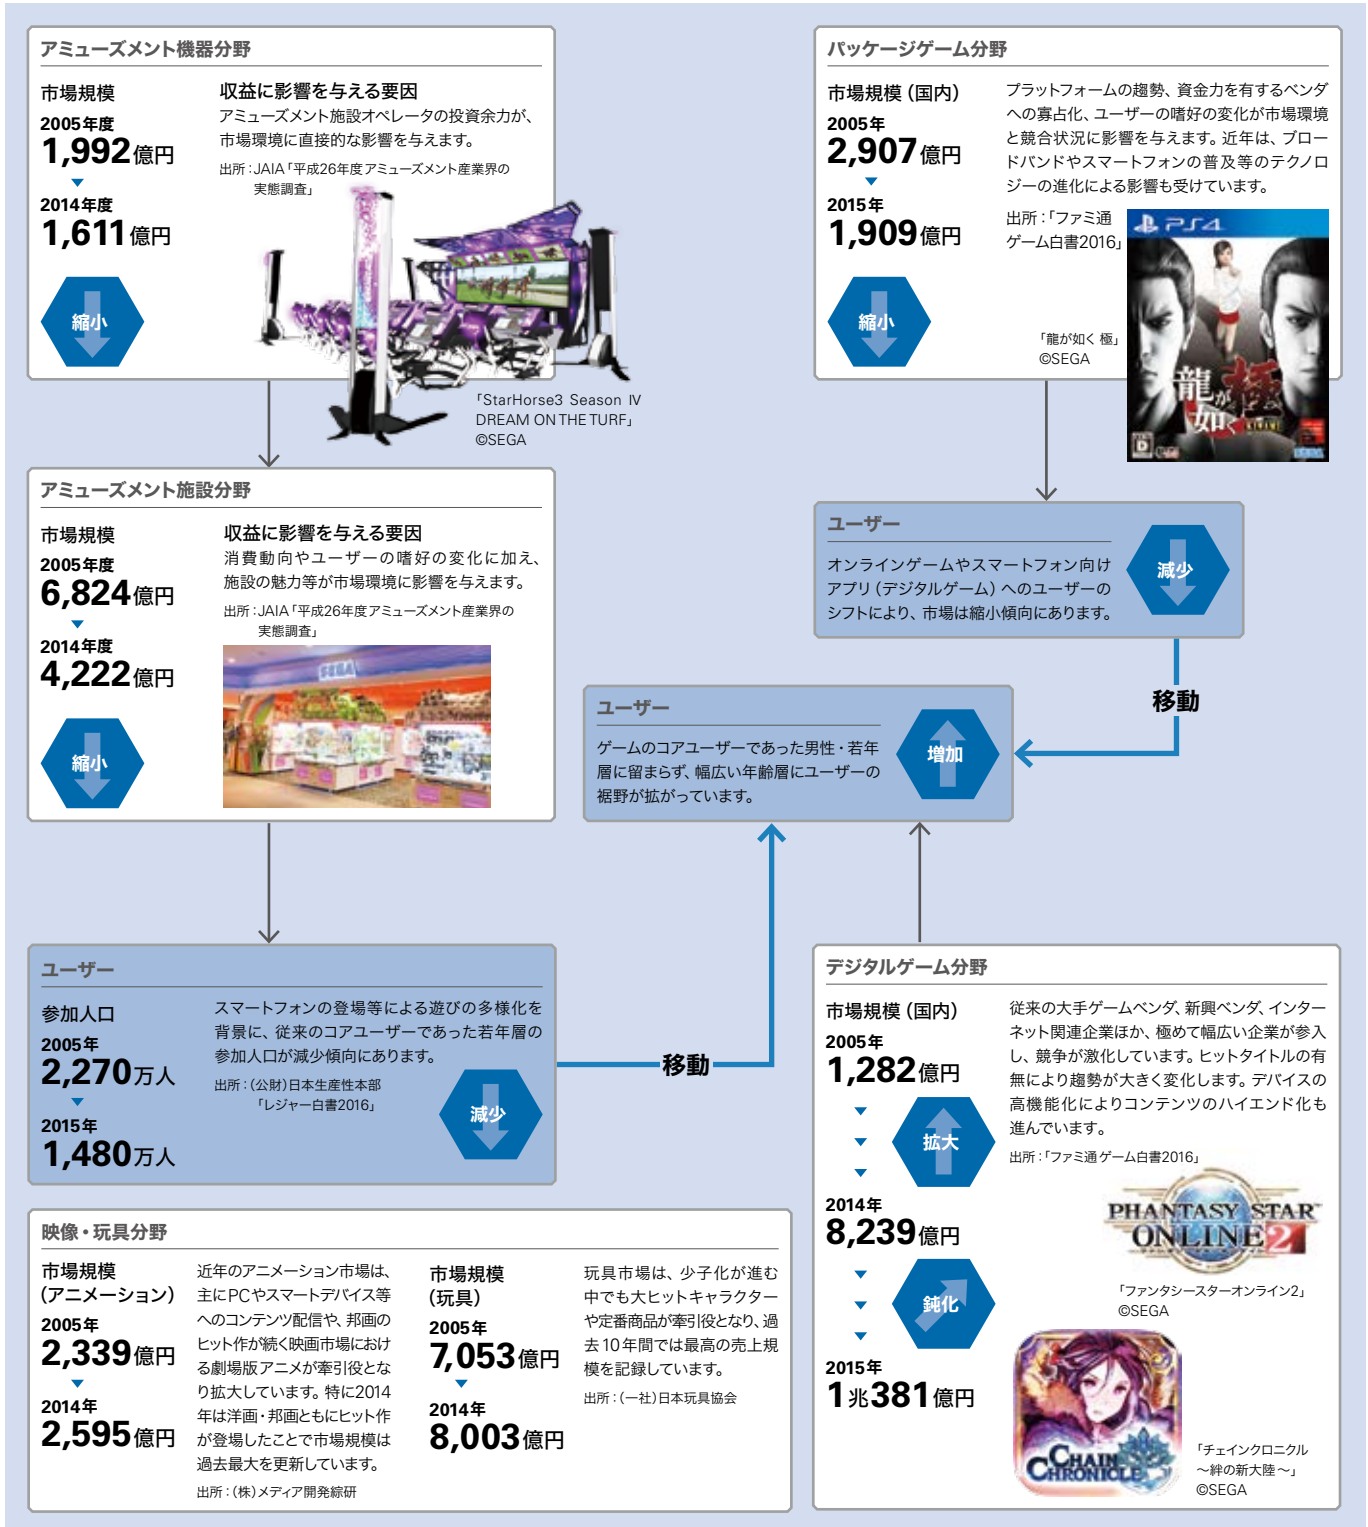 アミューズメント機器分野
市場規模
2005年度
1,992億円
2014年度
1,611億円
縮小
収益に影響を与える要因
アミューズメント施設オペレータの投資余力が、
市場環境に直接的な影響を与えます。
出所：JAIA「平成26年度アミューズメント産業界の
実態調査」
「StarHorse3 Season Ⅳ
DREAM ON THE TURF」
©SEGA
パッケージゲーム分野
市場規模（国内）
2005年
2,907億円
2015年
1,909億円
縮小
プラットフォームの趨勢、資金力を有するベンダ
への寡占化、ユーザーの嗜好の変化が市場環境
と競合状況に影響を与えます。近年は、ブロー
ドバンドやスマートフォンの普及等のテクノロ
ジーの進化による影響も受けています。
出所：「ファミ通
ゲーム白書2016」
「龍が如く 極」
©SEGA
PS4
龍が如く 極
KIWAMI
D
SEGA
アミューズメント施設分野
市場規模
2005年度
6,824億円
2014年度
4,222億円
縮小
収益に影響を与える要因
消費動向やユーザーの嗜好の変化に加え、
施設の魅力等が市場環境に影響を与えます。
出所：JAIA「平成26年度アミューズメント産業界の
実態調査」
SEGA
ユーザー
オンラインゲームやスマートフォン向け
アプリ（デジタルゲーム）へのユーザーの
シフトにより、市場は縮小傾向にあります。
減少
移動
ユーザー
ゲームのコアユーザーであった男性・若年
層に留まらず、幅広い年齢層にユーザーの
裾野が拡がっています。
増加
ユーザー
参加人口
2005年
2,270万人
2015年
1,480万人
スマートフォンの登場等による遊びの多様化を
背景に、従来のコアユーザーであった若年層の
参加人口が減少傾向にあります。
出所：（公財）日本生産性本部
「レジャー白書2016」
減少
移動
デジタルゲーム分野
市場規模（国内）
2005年
1,282億円
拡大
2014年
8,239億円
鈍化
2015年
1兆381億円
従来の大手ゲームベンダ、新興ベンダ、インター
ネット関連企業ほか、極めて幅広い企業が参入
し、競争が激化しています。ヒットタイトルの有
無により趨勢が大きく変化します。デバイスの
高機能化によりコンテンツのハイエンド化も
進んでいます。
出所：「ファミ通ゲーム白書2016」
PHANTASY STAR
ONLINE 2
「ファンタシースターオンライン2」
©SEGA
CHAIN
CHRONICLE
「チェインクロニクル
～絆の新大陸～」
©SEGA
映像・玩具分野
市場規模
（アニメーション）
2005年
2,339億円
2014年
2,595億円
近年のアニメーション市場は、
主にPCやスマートデバイス等
へのコンテンツ配信や、邦画の
ヒット作が続く映画市場におけ
る劇場版アニメが牽引役とな
り拡大しています。特に2014
年は洋画・邦画ともにヒット作
が登場したことで市場規模は
過去最大を更新しています。
出所：（株）メディア開発綜研
市場規模
（玩具）
2005年
7,053億円
2014年
8,003億円
玩具市場は、少子化が進む
中でも大ヒットキャラクター
や定番商品が牽引役となり、過
去10年間では最高の売上規
模を記録しています。
出所：（一社）日本玩具協会